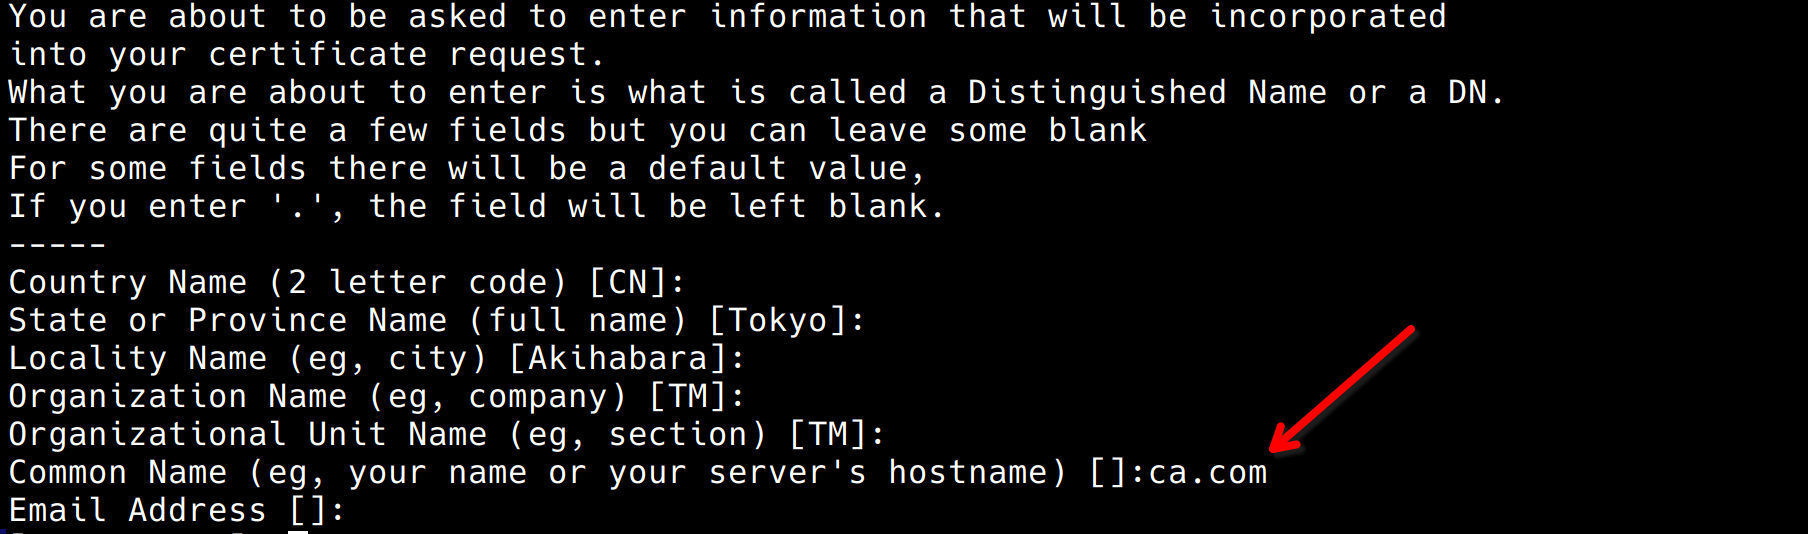 You are about to be asked to enter information that will be incorporated
into your certificate request.
What you are about to enter is what is called a Distinguished Name or a DN.
There are quite a few fields but you can leave some blank
For some fields there will be a default value,
If you enter '.', the field will be left blank.
-----
Country Name (2 letter code) [CN]:
State or Province Name (full name) [Tokyo]:
Locality Name (eg, city) [Akihabara]:
Organization Name (eg, company) [TM]:
Organizational Unit Name (eg, section) [TM]:
Common Name (eg, your name or your server's hostname) []:ca.com
Email Address []: